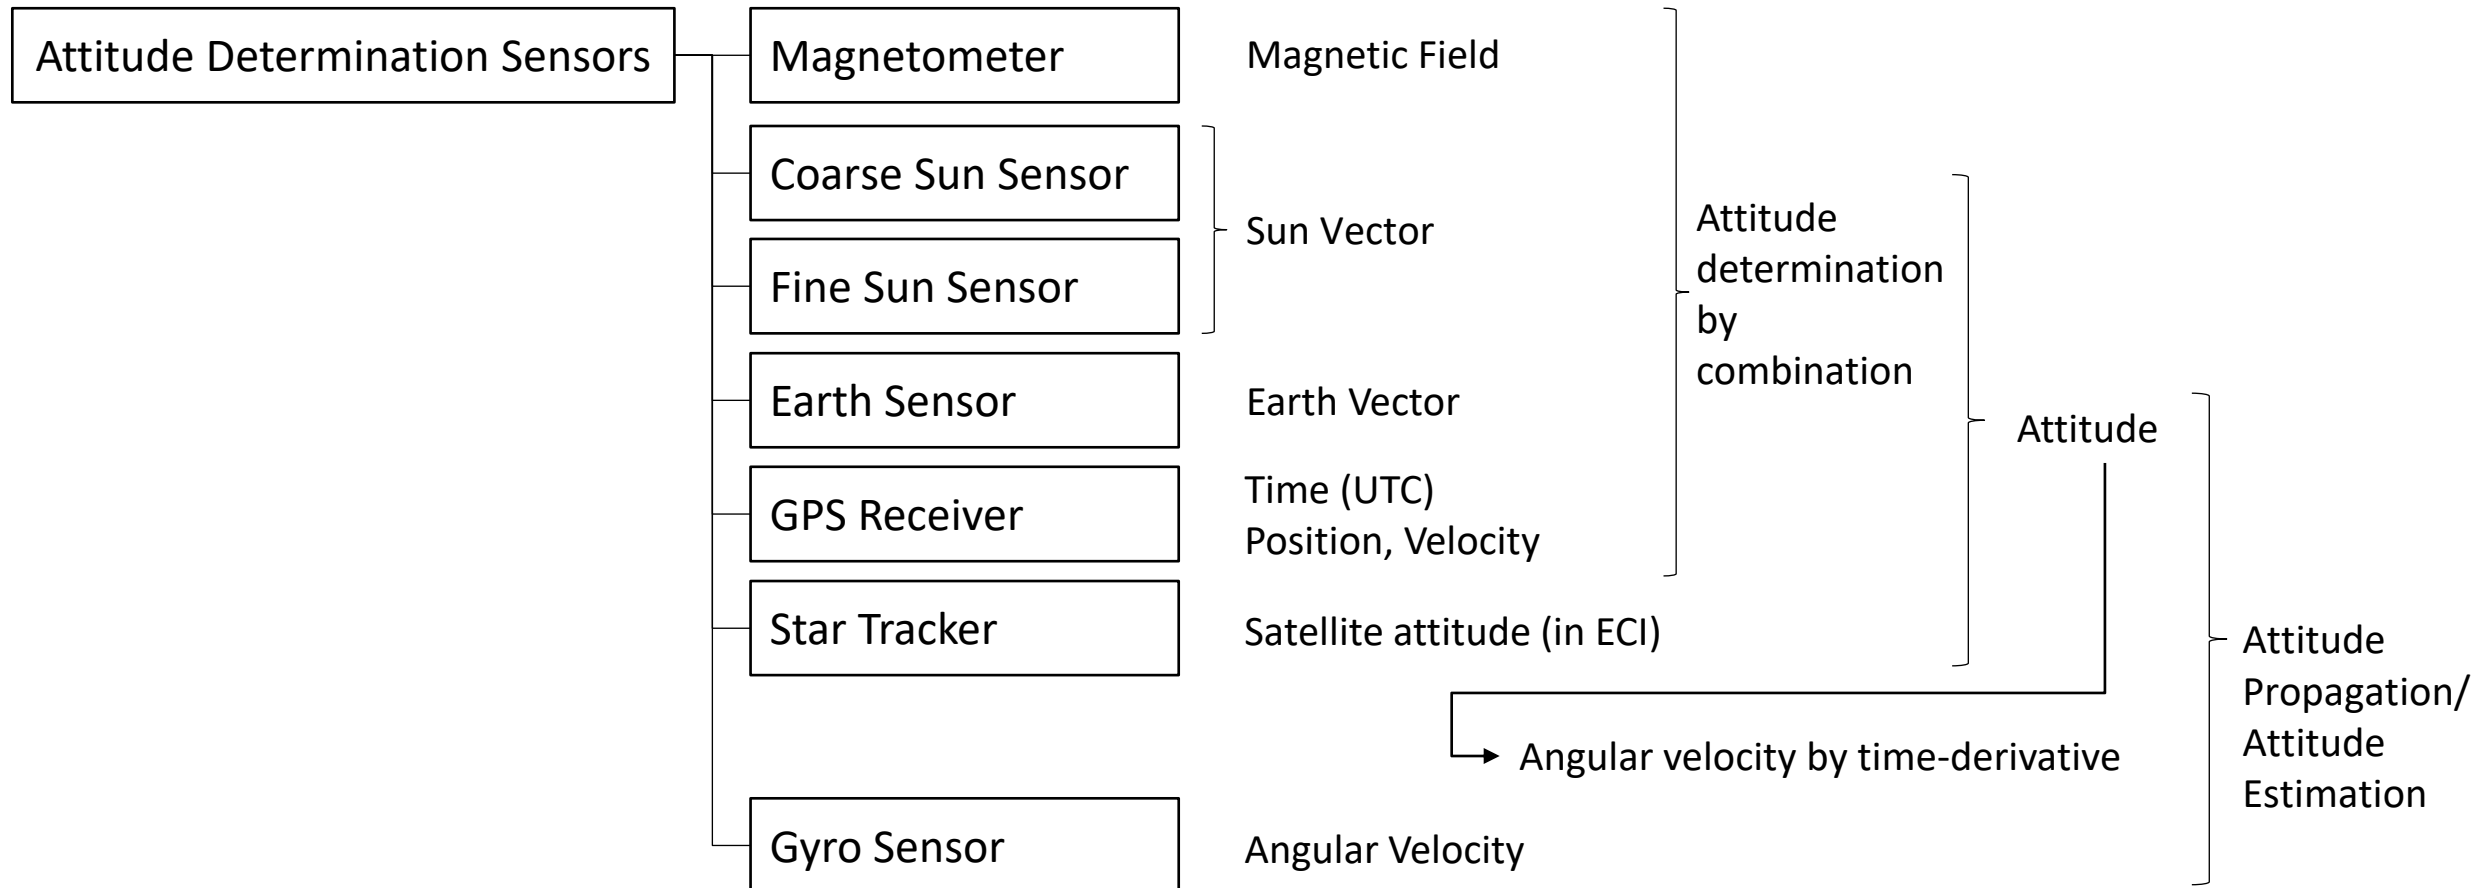 Attitude Determination Sensors
Magnetometer
Magnetic Field
Coarse Sun Sensor
Fine Sun Sensor
Sun Vector
Earth Sensor
Earth Vector
GPS Receiver
Time (UTC)
Position, Velocity
Star Tracker
Satellite attitude (in ECI)
Gyro Sensor
Angular Velocity
Attitude
determination
by
combination
Attitude
Angular velocity by time-derivative
Attitude
Propagation/
Attitude
Estimation